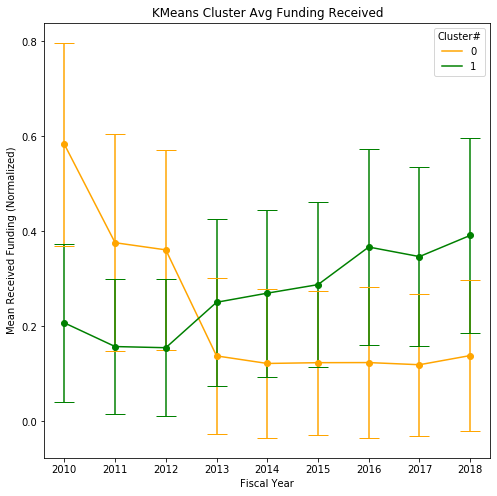 KMeans Cluster Avg Funding Received
Cluster#
0
1
Mean Received Funding (Normalized)
0.8
0.6
0.4
0.2
0.0
2010 2011 2012 2013 2014 2015 2016 2017 2018
Fiscal Year